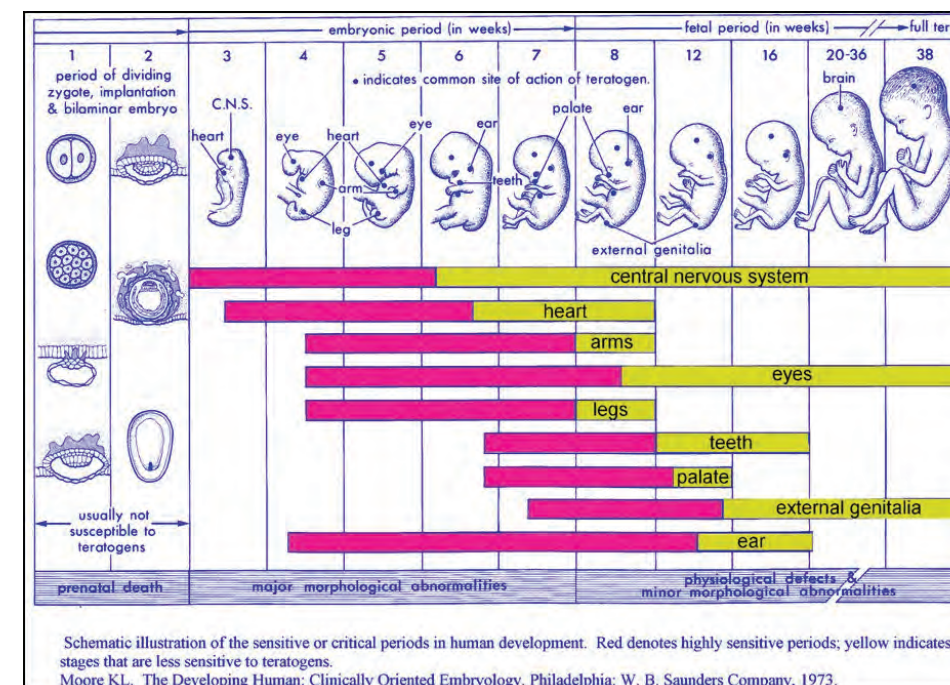 embryonic period (in weeks)
fetal period (in weeks)
full ter
1
2
3
4
5
6
7
8
12
16
20-36
38
period of dividing
zygote, implantation
& bilaminar embryo
• indicates common site of action of teratogen.
brain
C.N.S.
heart
eye
heart
eye
ear
palate
ear
arm
teeth
leg
external genitalia
central nervous system
heart
arms
eyes
legs
teeth
palate
external genitalia
ear
usually not
susceptible to
teratogens
prenatal death
major morphological abnormalities
physiological defects &
minor morphological abnormalities
Schematic illustration of the sensitive or critical periods in human development. Red denotes highly sensitive periods; yellow indicates
stages that are less sensitive to teratogens.
Moore KL. The Developing Human: Clinically Oriented Embryology. Philadelphia: W. B. Saunders Company, 1973.